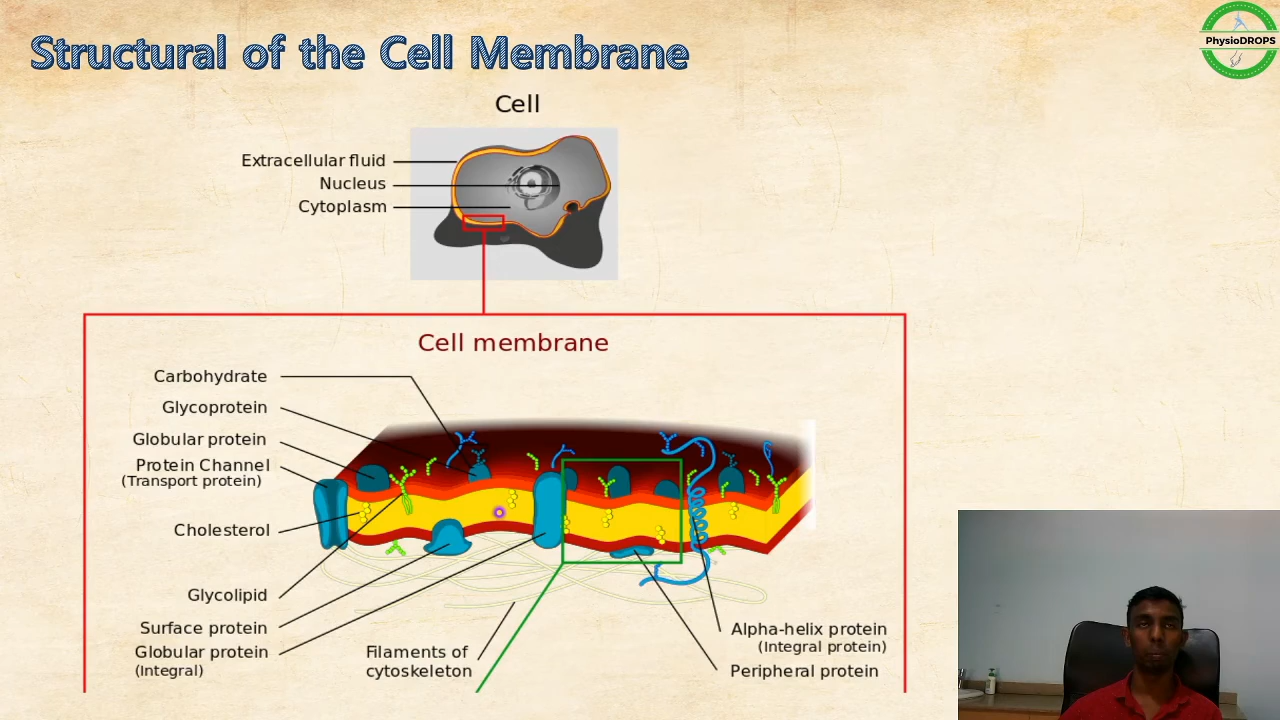 Structural of the Cell Membrane
PhysioDROPS
Cell
Extracellular fluid
Nucleus
Cytoplasm
Cell membrane
Carbohydrate
Glycoprotein
Globular protein
Protein Channel
(Transport protein)
Cholesterol
Glycolipid
Surface protein
Globular protein
(Integral)
Filaments of
cytoskeleton
Alpha-helix protein
(Integral protein)
Peripheral protein